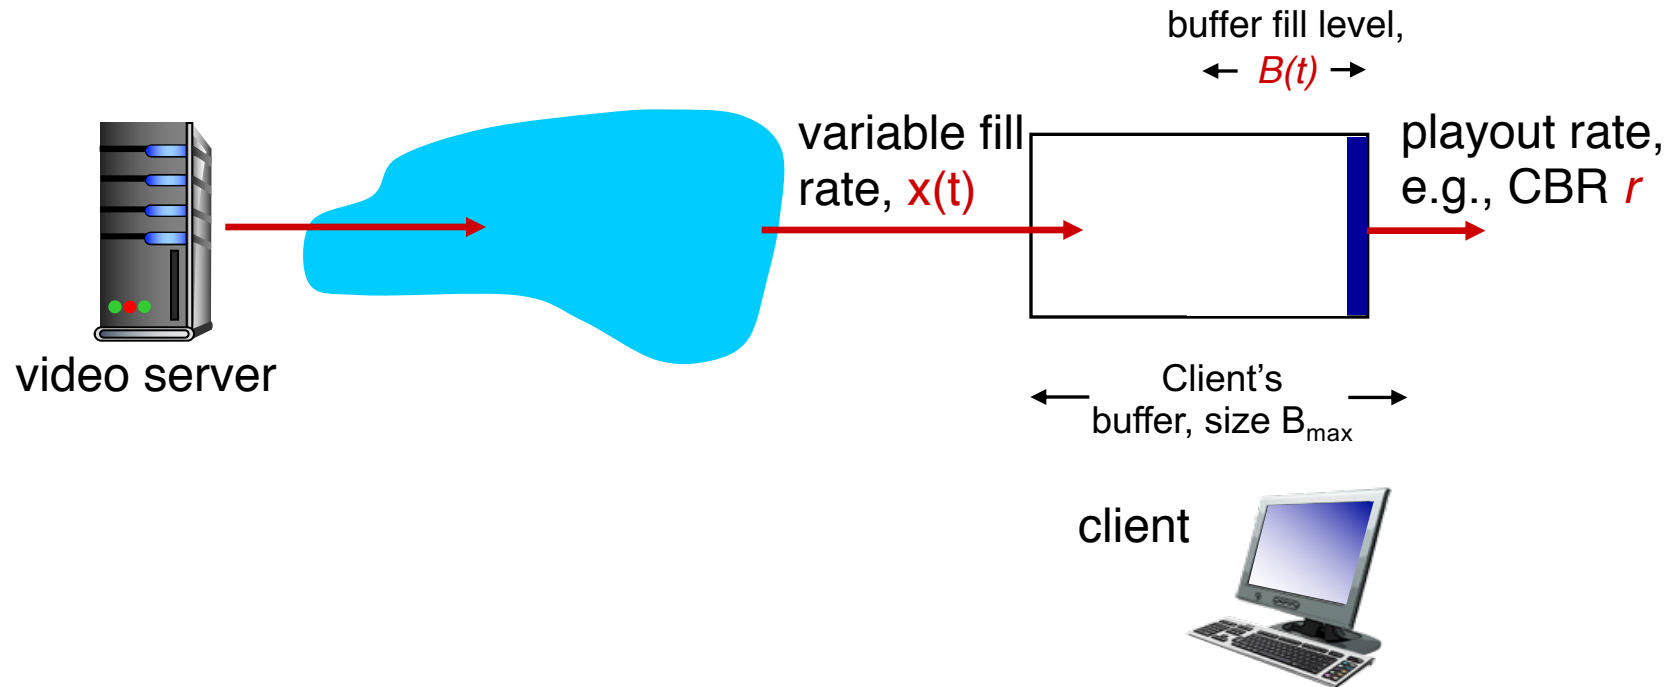 buffer fill level,
B(t)
variable fill
rate, x(t)
playout rate,
e.g., CBR r
video server
Client’s
buffer, size Bmax
client